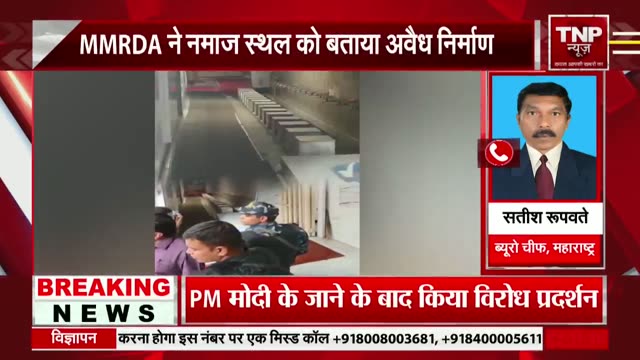 MMRDA ने नमाज स्थल को बताया अवैध निर्माण
TNP
न्यूज़
सतीश रूपवते
ब्यूरो चीफ, महाराष्ट्र
BREAKING
NEWS
PM मोदी के जाने के बाद किया विरोध प्रदर्शन
विज्ञापन
करना होगा इस नंबर पर एक मिस्ड कॉल +918008003681, +918400005611